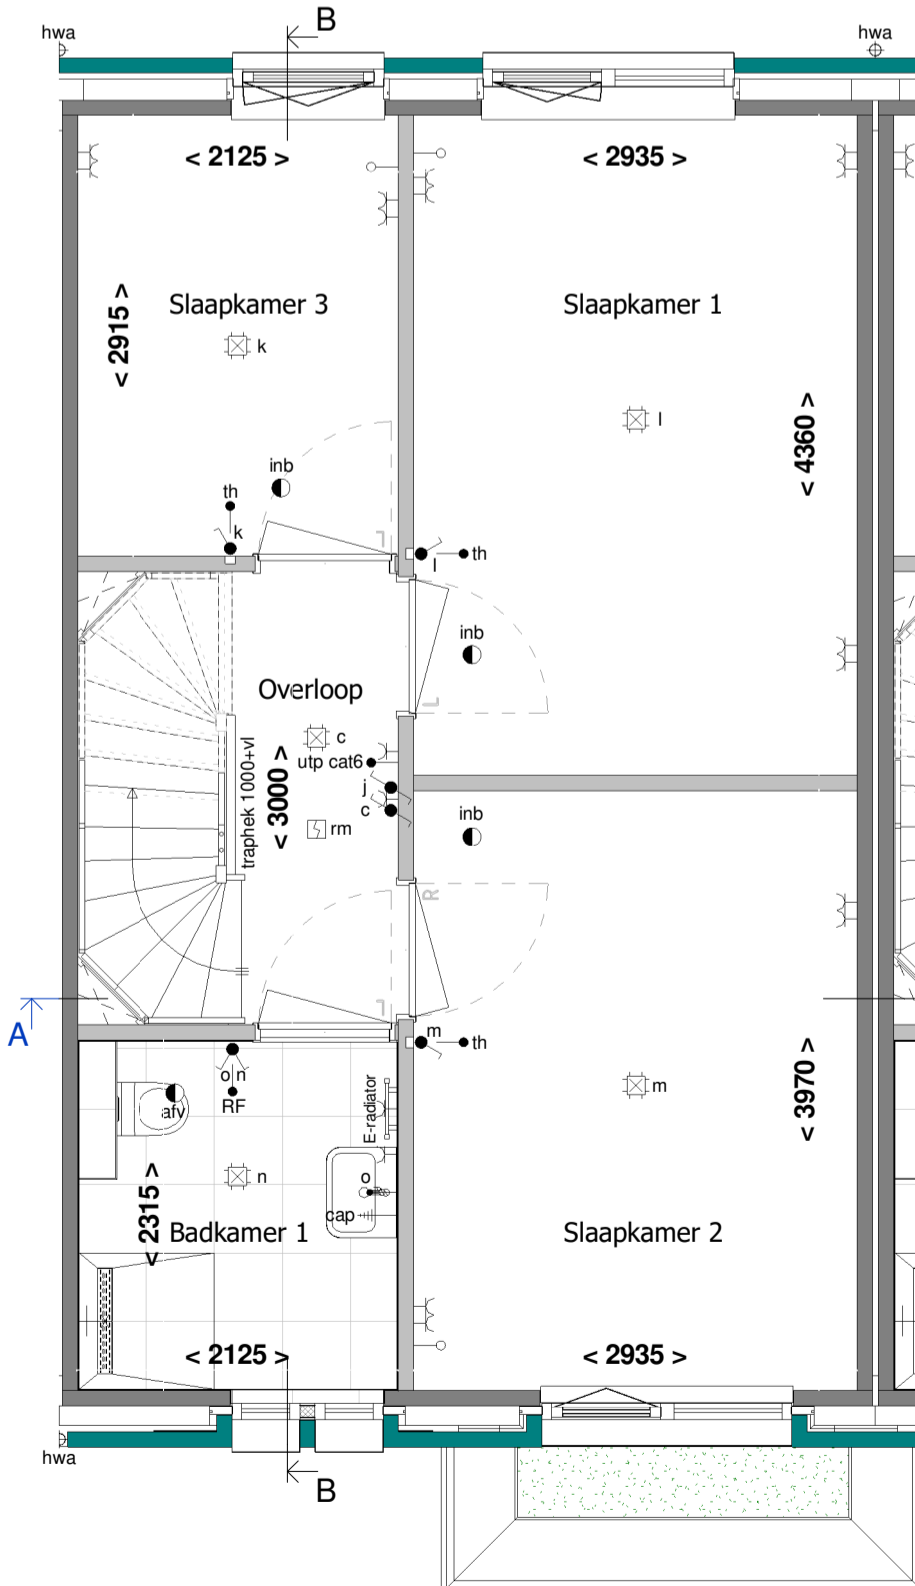 B
hwa
hwa
< 2125 >
< 2935 >
< 2915 >
Slaapkamer 3
Slaapkamer 1
k
l
< 4360 >
inb
th
k
l
th
L
inb
L
Overloop
c
utp cat6
j
c
traphek 1000+vl
< 3000 >
rm
inb
R
L
A
m
th
o n
RF
afv
E-radiator
m
< 3970 >
n
o
cap
< 2315 >
Badkamer 1
Slaapkamer 2
< 2125 >
< 2935 >
hwa
B